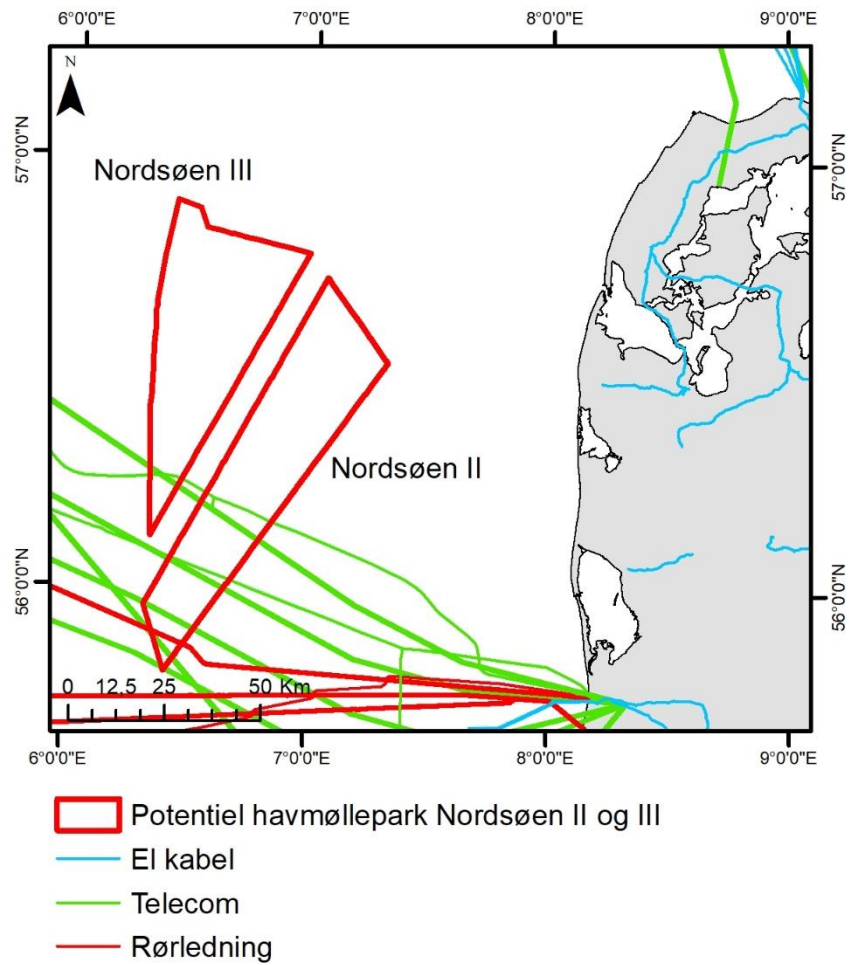 6°0'0"E 7°0'0"E 8°0'0"E 9°0'0"E
N
57°0'0"N
57°0'0"N
Nordsøen III
Nordsøen II
56°0'0"N
56°0'0"N
0 12,5 25 50 Km
6°0'0"E 7°0'0"E 8°0'0"E 9°0'0"E
Potentiel havmøllepark Nordsøen II og III
El kabel
Telecom
Rørledning